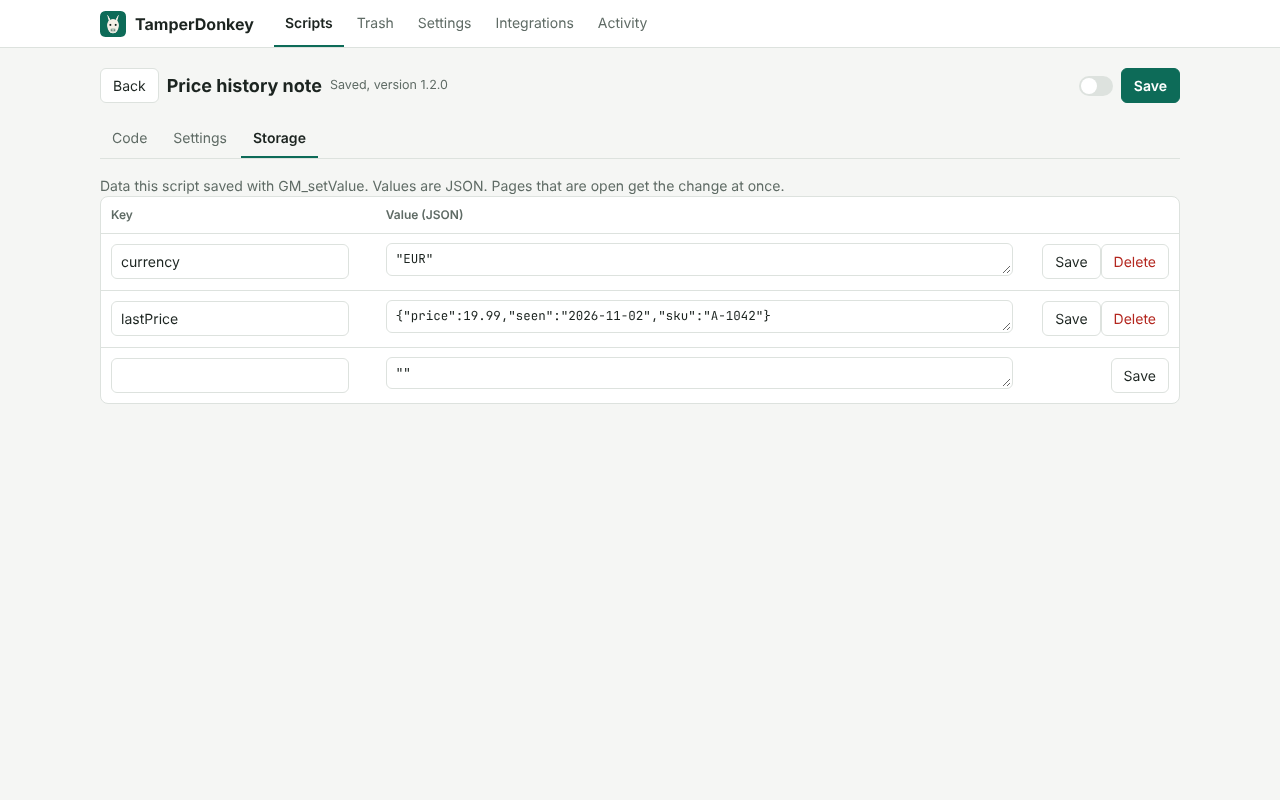 TamperDonkey Scripts Trash Settings Integrations Activity
Back Price history note Saved, version 1.2.0 Save
Code Settings Storage
Data this script saved with GM_setValue. Values are JSON. Pages that are open get the change at once.
Key Value (JSON)
currency "EUR" Save Delete
lastPrice {"price":19.99,"seen":"2026-11-02","sku":"A-1042"} Save Delete
"" Save